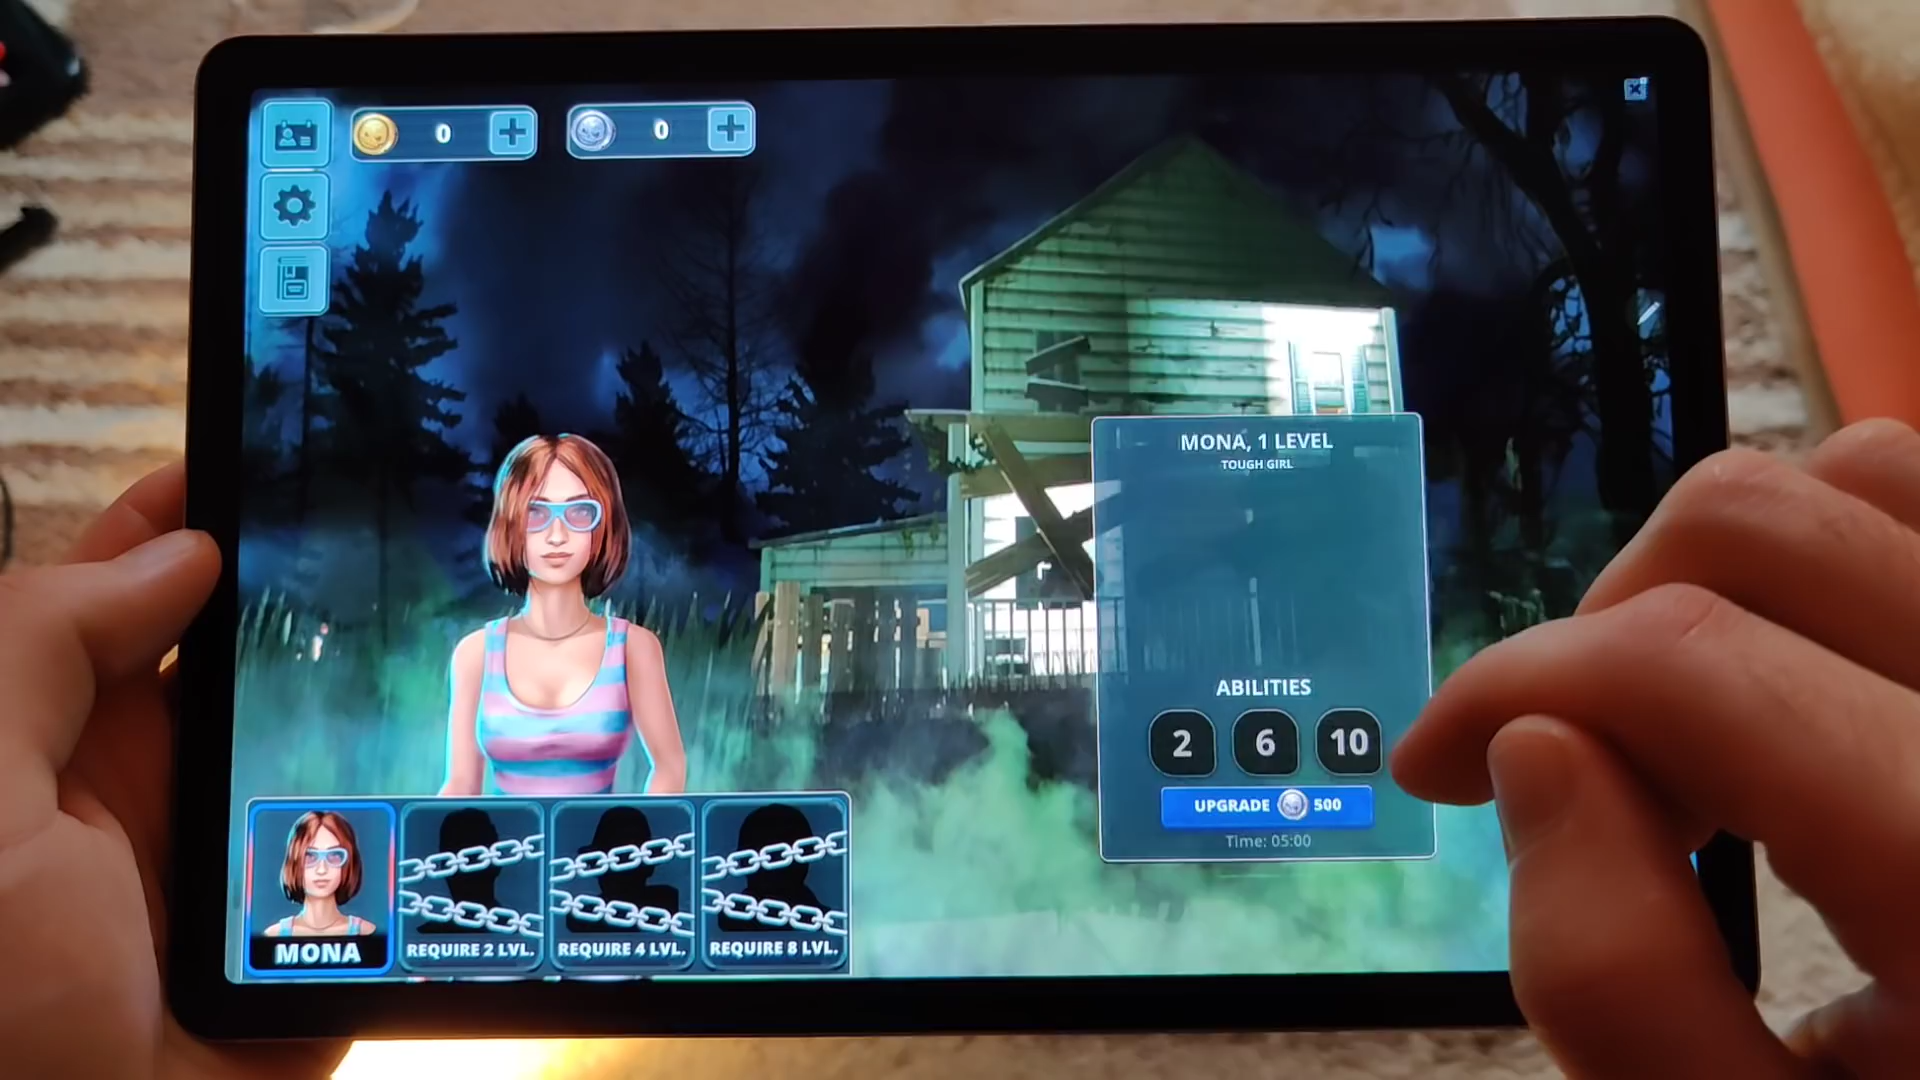 0
0
MONA, 1 LEVEL
TOUGH GIRL
ABILITIES
2 6 10
UPGRADE 500
Time: 05:00
MONA
REQUIRE 2 LVL.
REQUIRE 4 LVL.
REQUIRE 8 LVL.